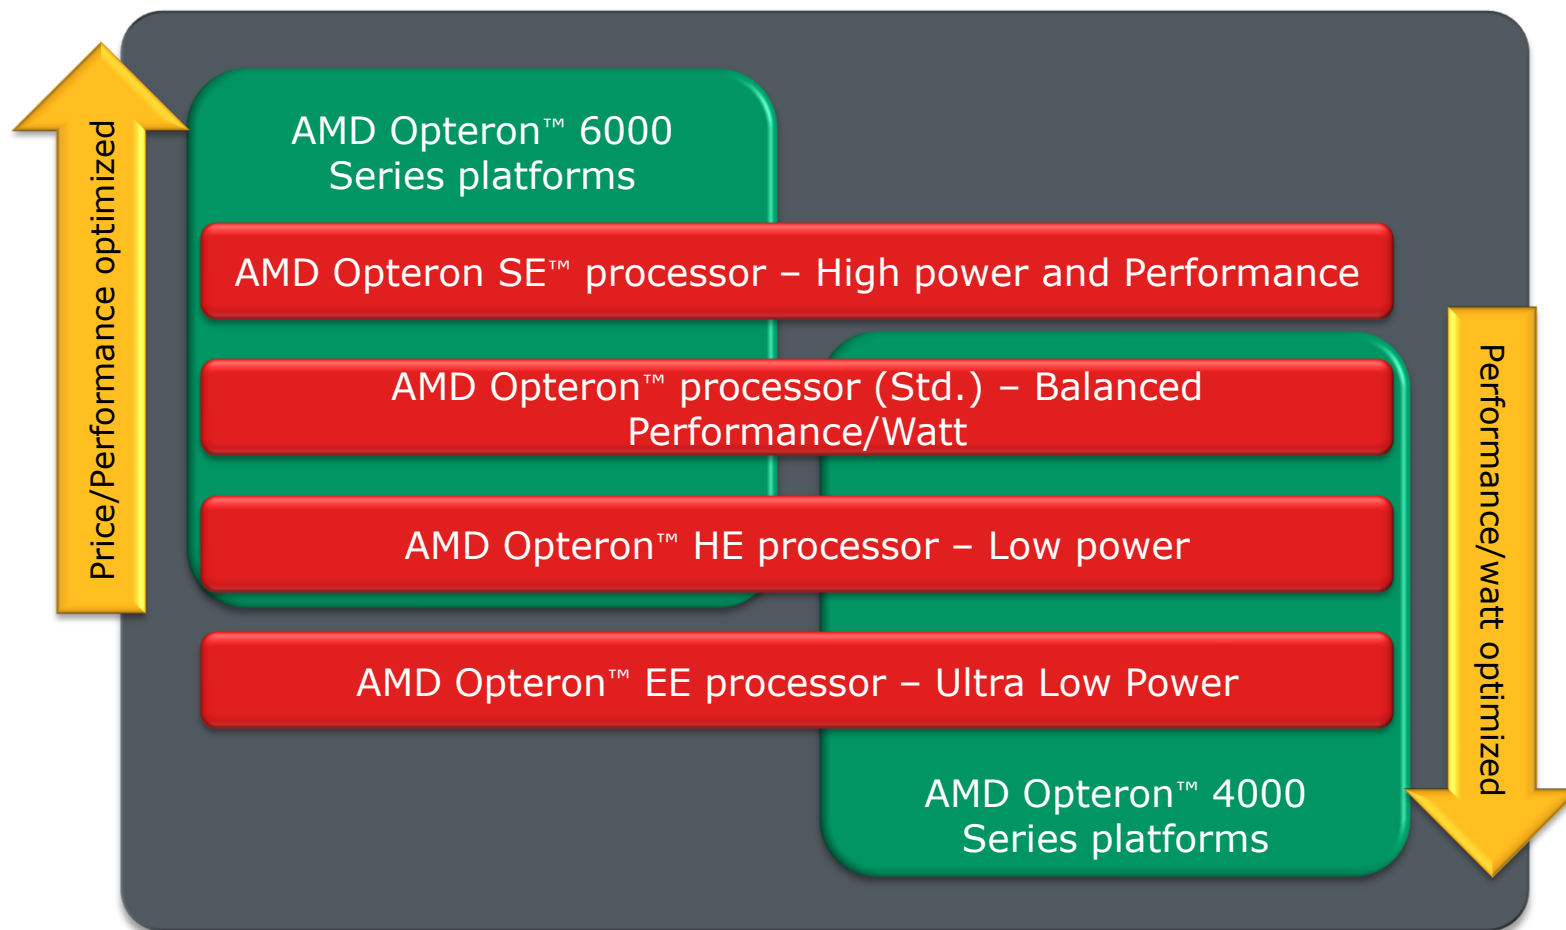 Price/Performance optimized
AMD Opteron™ 6000
Series platforms
AMD Opteron SE™ processor – High power and Performance
AMD Opteron™ processor (Std.) – Balanced
Performance/Watt
AMD Opteron™ HE processor – Low power
AMD Opteron™ EE processor – Ultra Low Power
AMD Opteron™ 4000
Series platforms
Performance/watt optimized